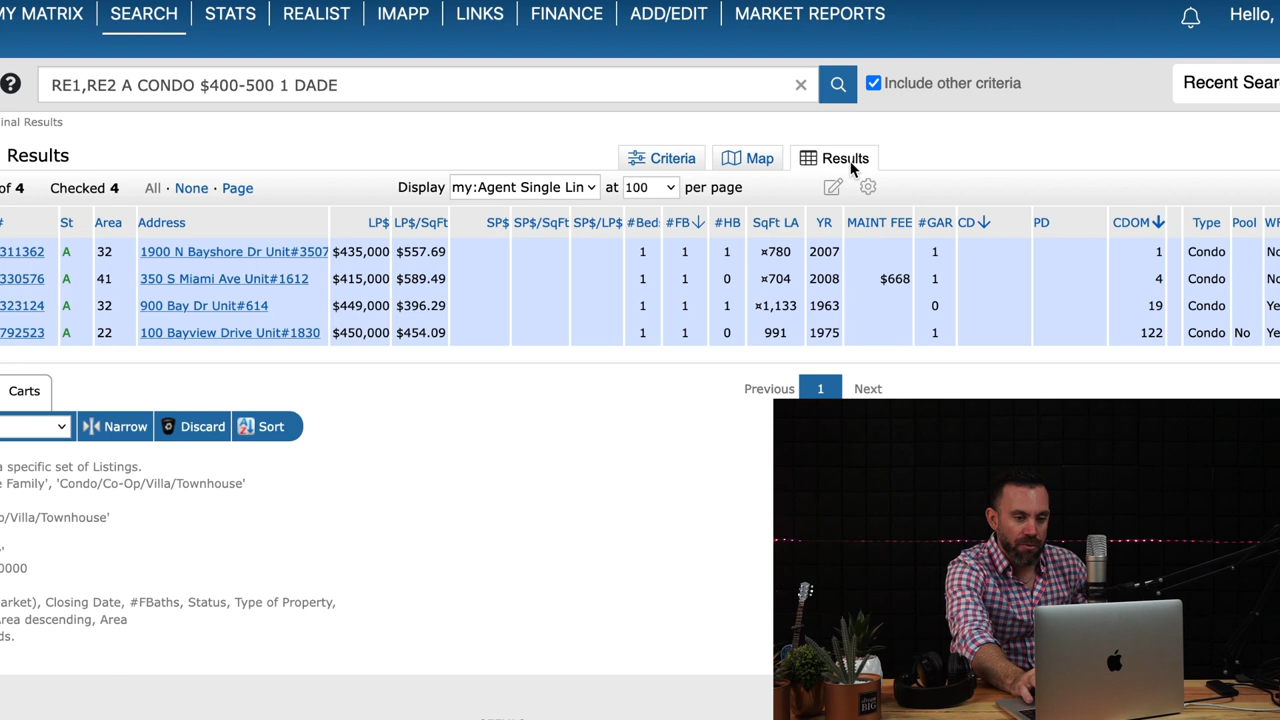 MY MATRIX SEARCH STATS REALIST IMAPP LINKS FINANCE ADD/EDIT MARKET REPORTS Hello,
? RE1,RE2 A CONDO $400-500 1 DADE × Include other criteria Recent Sear
inal Results
Results Criteria Map Results
of 4 Checked 4 All · None · Page Display my:Agent Single Lin at 100 per page
# St Area Address LP$ LP$/SqFt SP$ SP$/SqFt SP$/LP$ #Beds #FB↓ #HB SqFt LA YR MAINT FEE #GAR CD↓ PD CDOM↓ Type Pool WF
311362 A 32 1900 N Bayshore Dr Unit#3507 $435,000 $557.69 1 1 1 ¤780 2007 1 1 Condo No
330576 A 41 350 S Miami Ave Unit#1612 $415,000 $589.49 1 1 0 ¤704 2008 $668 1 4 Condo No
323124 A 32 900 Bay Dr Unit#614 $449,000 $396.29 1 1 1 ¤1,133 1963 0 19 Condo Ye
792523 A 22 100 Bayview Drive Unit#1830 $450,000 $454.09 1 1 0 991 1975 1 122 Condo No Ye
Carts Previous 1 Next
Narrow Discard Sort
a specific set of Listings.
e Family', 'Condo/Co-Op/Villa/Townhouse'
p/Villa/Townhouse'
'
0000
arket), Closing Date, #FBaths, Status, Type of Property,
Area descending, Area
ds.
dream
BIG